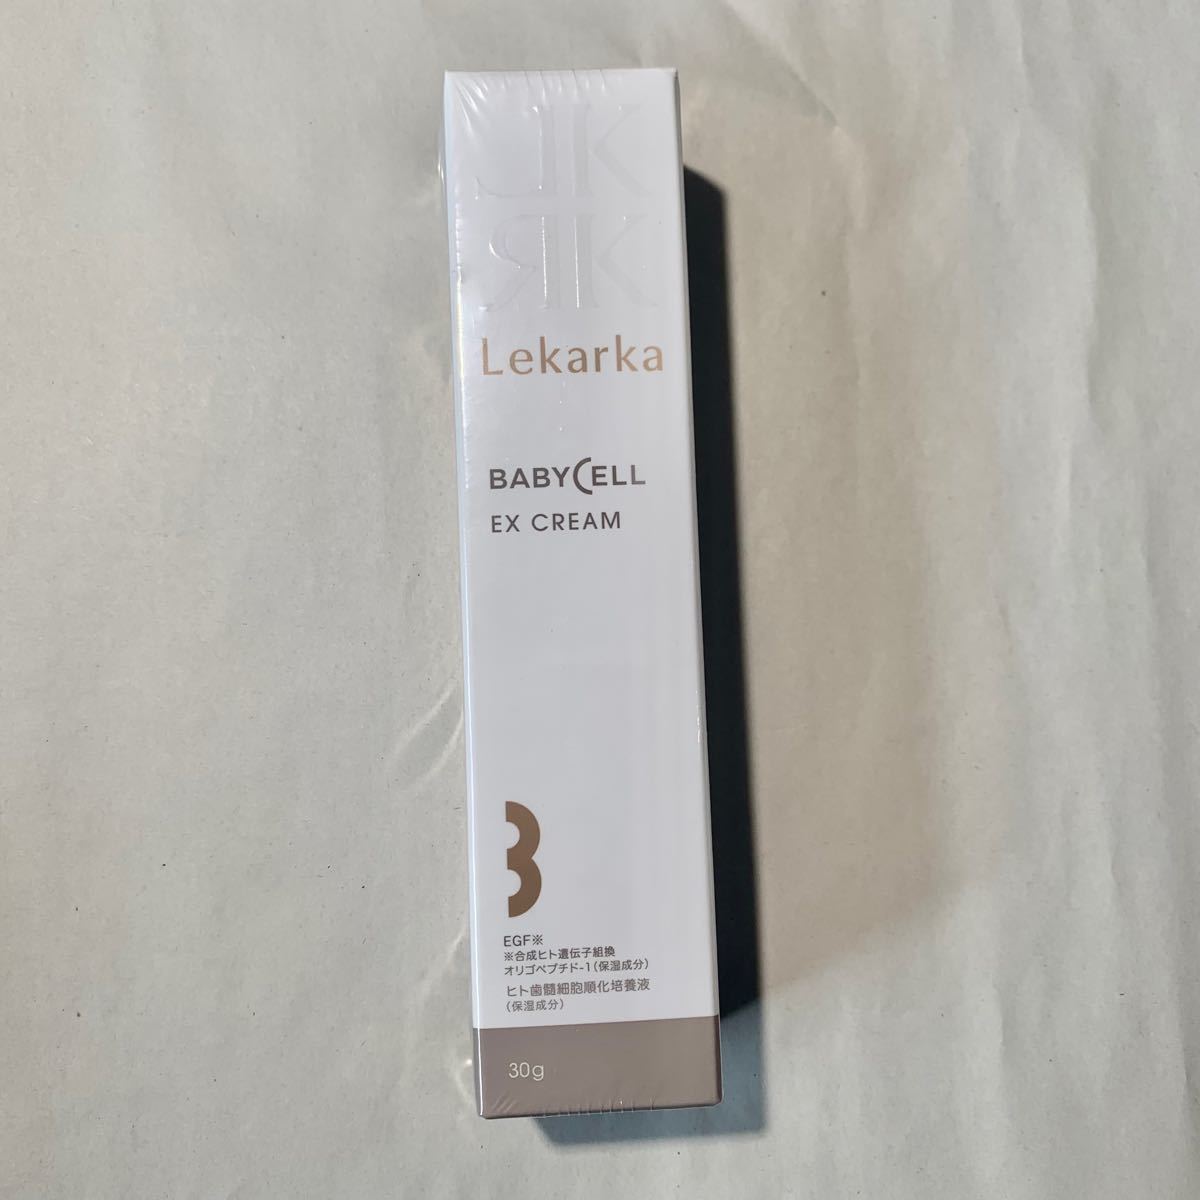 LK
RK
Lekarka
BABYCELL
EX CREAM
EGF※
※合成ヒト遺伝子組換
オリゴペプチド-1(保湿成分)
ヒト歯髄細胞順化培養液
(保湿成分)
30g